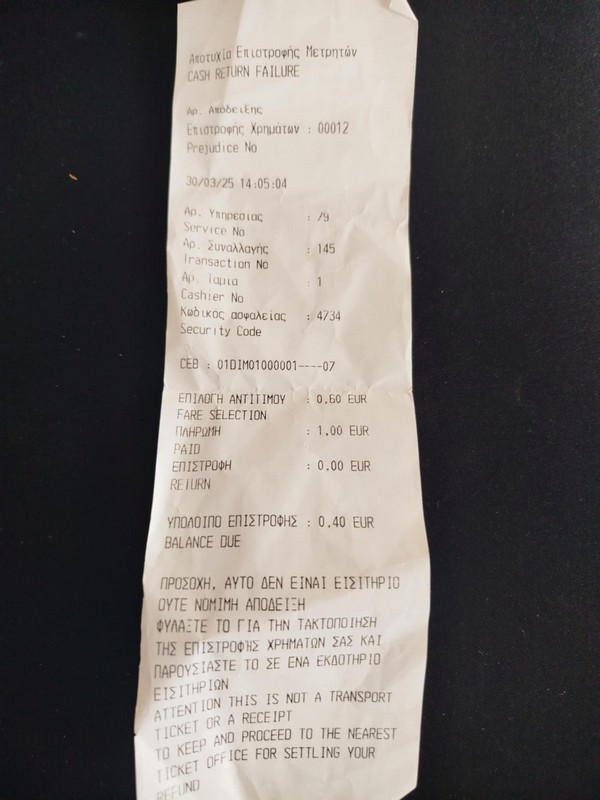 Αποτυχία Επιστροφής Μετρητών
CASH RETURN FAILURE
Αρ. Απόδειξης
Επιστροφής Χρημάτων : 00012
Prejudice No
30/03/25 14:05:04
Αρ. Υπηρεσίας : 79
Service No
Αρ. Συναλλαγής : 145
Transaction No
Αρ. Ταμία : 1
Cashier No
Κωδικός ασφαλείας : 4734
Security Code
CEB : 01DIM01000001----07
ΕΠΙΛΟΓΗ ΑΝΤΙΤΙΜΟΥ : 0.60 EUR
FARE SELECTION
ΠΛΗΡΩΜΗ : 1.00 EUR
PAID
ΕΠΙΣΤΡΟΦΗ : 0.00 EUR
RETURN
ΥΠΟΛΟΙΠΟ ΕΠΙΣΤΡΟΦΗΣ : 0.40 EUR
BALANCE DUE
ΠΡΟΣΟΧΗ, ΑΥΤΟ ΔΕΝ ΕΙΝΑΙ ΕΙΣΙΤΗΡΙΟ
ΟΥΤΕ ΝΟΜΙΜΗ ΑΠΟΔΕΙΞΗ
ΦΥΛΑΞΤΕ ΤΟ ΓΙΑ ΤΗΝ ΤΑΚΤΟΠΟΙΗΣΗ
ΤΗΣ ΕΠΙΣΤΡΟΦΗΣ ΧΡΗΜΑΤΩΝ ΣΑΣ ΚΑΙ
ΠΑΡΟΥΣΙΑΣΤΕ ΤΟ ΣΕ ΕΝΑ ΕΚΔΟΤΗΡΙΟ
ΕΙΣΙΤΗΡΙΩΝ
ATTENTION THIS IS NOT A TRANSPORT
TICKET OR A RECEIPT
TO KEEP AND PROCEED TO THE NEAREST
TICKET OFFICE FOR SETTLING YOUR
REFUND